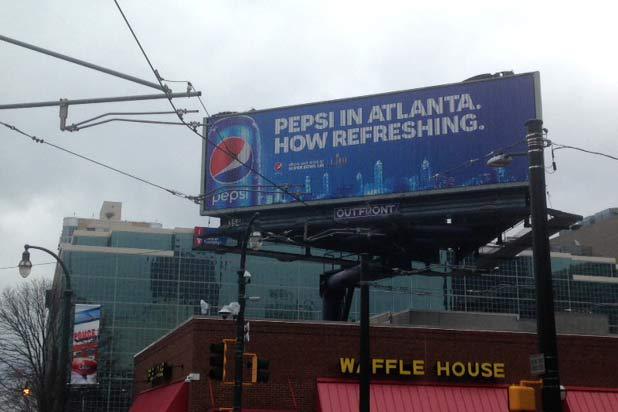 PEPSI IN ATLANTA.
HOW REFRESHING.
pepsi
OUTFRONT
WAFFLE HOUSE